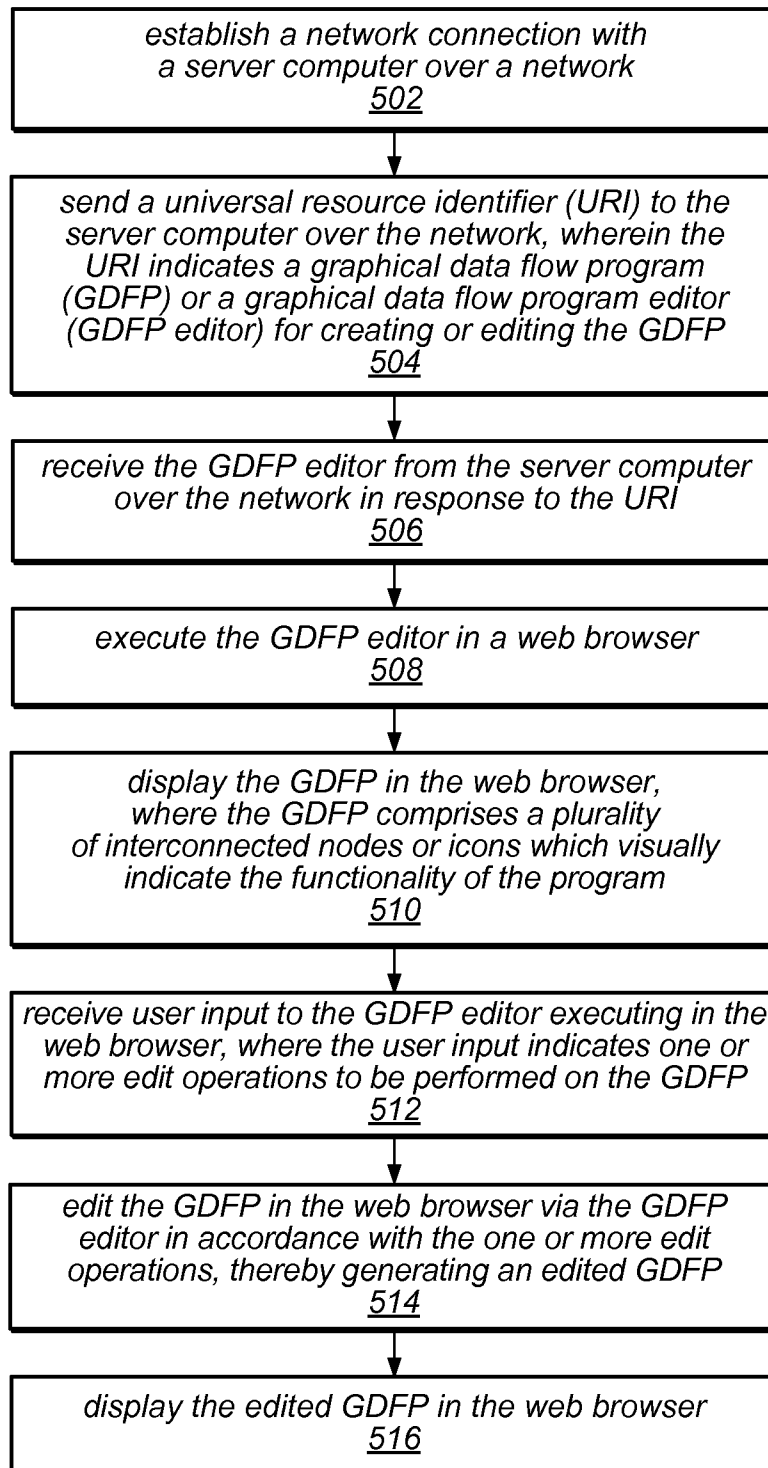 establish a network connection with
a server computer over a network
502
send a universal resource identifier (URI) to the
server computer over the network, wherein the
URI indicates a graphical data flow program
(GDFP) or a graphical data flow program editor
(GDFP editor) for creating or editing the GDFP
504
receive the GDFP editor from the server computer
over the network in response to the URI
506
execute the GDFP editor in a web browser
508
display the GDFP in the web browser,
where the GDFP comprises a plurality
of interconnected nodes or icons which visually
indicate the functionality of the program
510
receive user input to the GDFP editor executing in the
web browser, where the user input indicates one or
more edit operations to be performed on the GDFP
512
edit the GDFP in the web browser via the GDFP
editor in accordance with the one or more edit
operations, thereby generating an edited GDFP
514
display the edited GDFP in the web browser
516